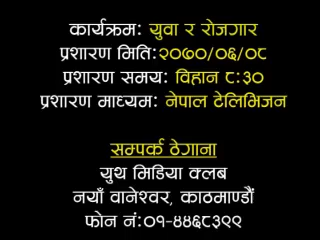 कार्यक्रम: युवा र रोजगार
प्रशारण मिति:२०७०/०६/०८
प्रशारण समय: विहान ८:३०
प्रशारण माध्यम: नेपाल टेलिभिजन
सम्पर्क ठेगाना
युथ मिडिया क्लब
नयाँ वानेश्वर, काठमाण्डौं
फोन नं:०१-४४६८३९९